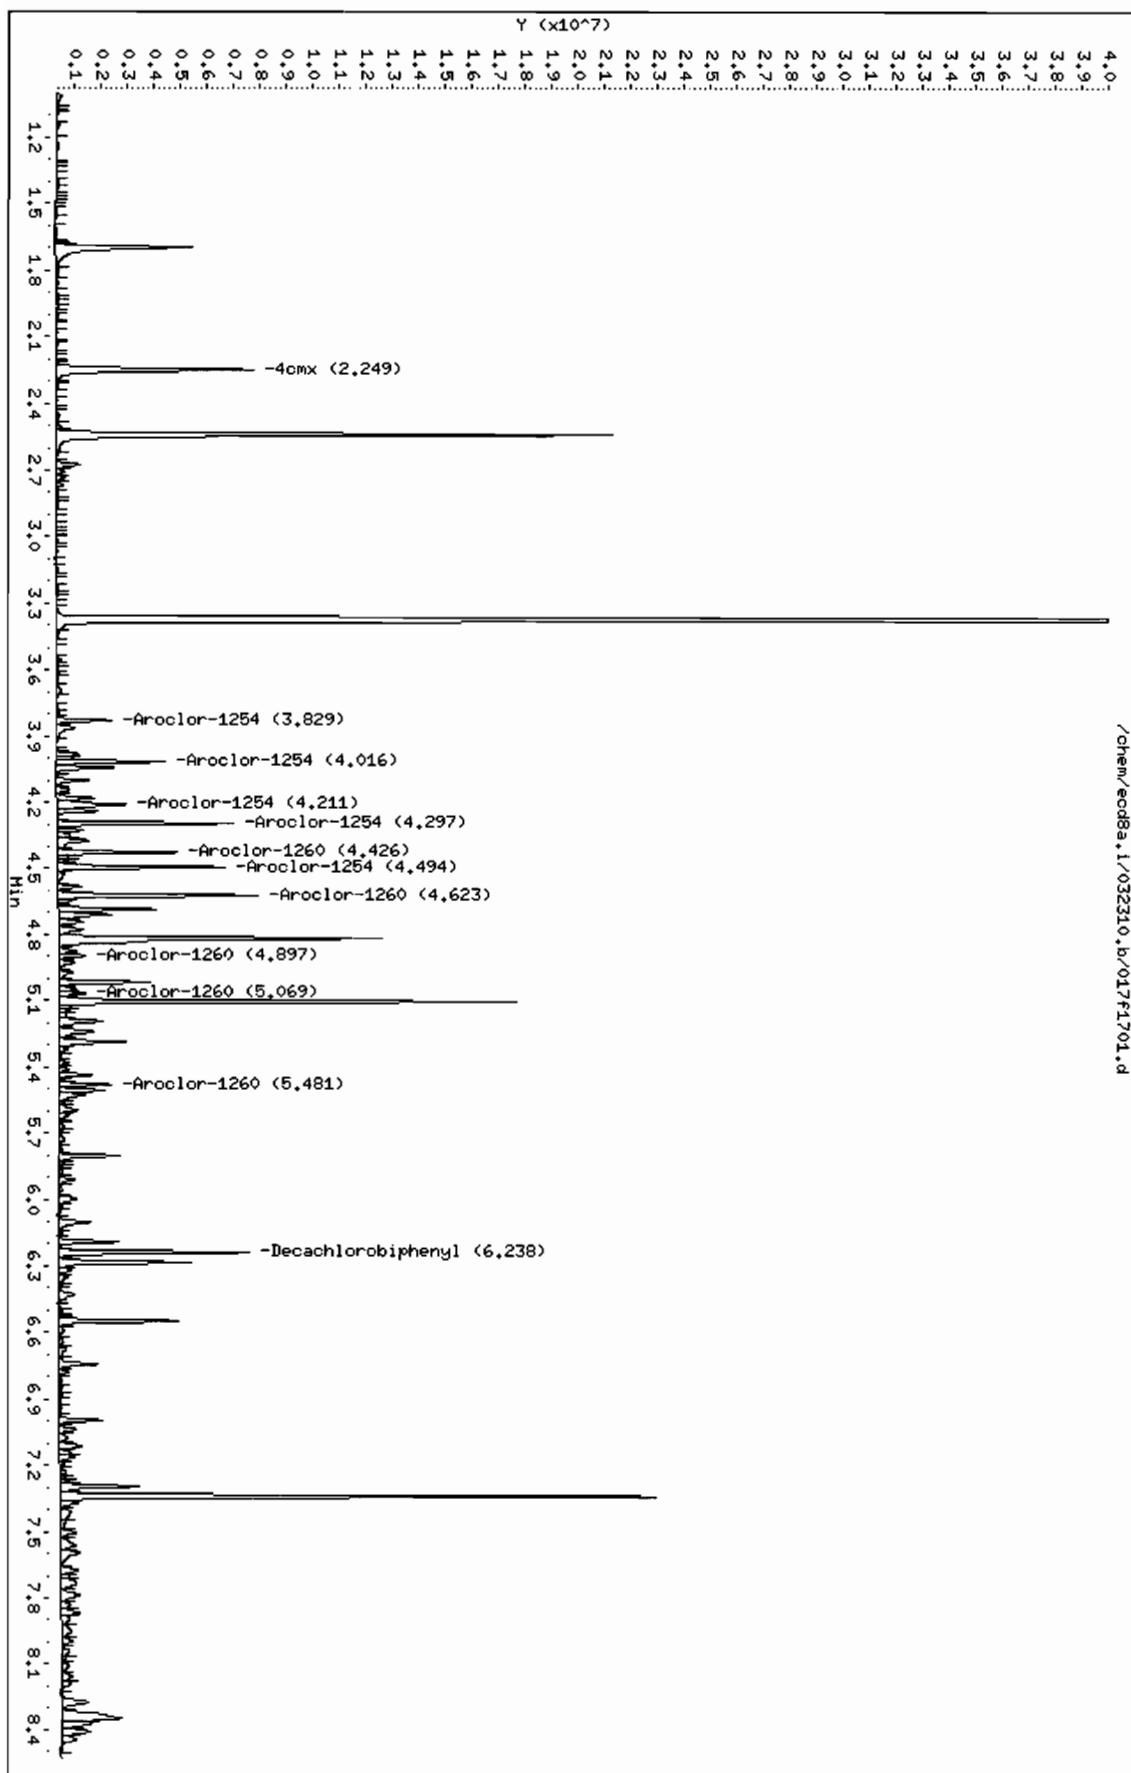 Y (x10^7)
0.1 0.2 0.3 0.4 0.5 0.6 0.7 0.8 0.9 1.0 1.1 1.2 1.3 1.4 1.5 1.6 1.7 1.8 1.9 2.0 2.1 2.2 2.3 2.4 2.5 2.6 2.7 2.8 2.9 3.0 3.1 3.2 3.3 3.4 3.5 3.6 3.7 3.8 3.9 4.0
/chem/ecd8a.i/032310.b/017f1701.d
-4cmx (2.249)
-Aroclor-1254 (3.829)
-Aroclor-1254 (4.016)
-Aroclor-1254 (4.211)
-Aroclor-1254 (4.297)
-Aroclor-1260 (4.426)
-Aroclor-1254 (4.494)
-Aroclor-1260 (4.623)
-Aroclor-1260 (4.897)
-Aroclor-1260 (5.069)
-Aroclor-1260 (5.481)
-Decachlorobiphenyl (6.238)
1.2 1.5 1.8 2.1 2.4 2.7 3.0 3.3 3.6 3.9 4.2 4.5 4.8 5.1 5.4 5.7 6.0 6.3 6.6 6.9 7.2 7.5 7.8 8.1 8.4
Min